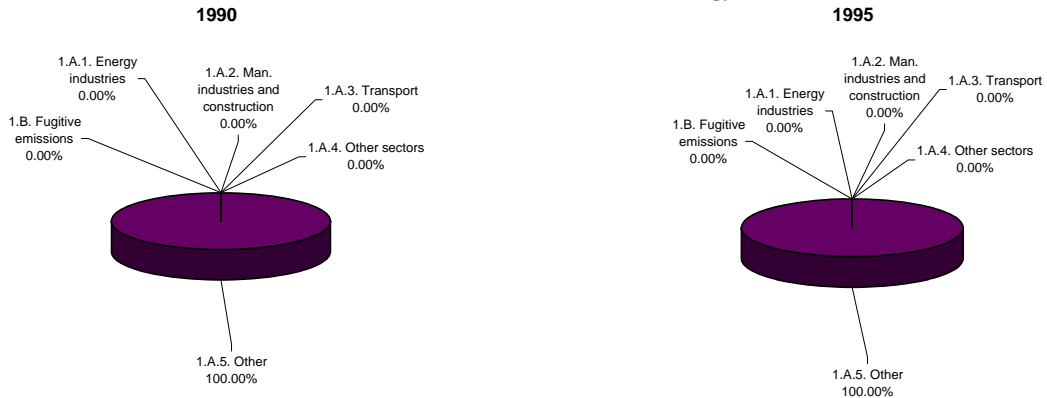 1990
1.A.1. Energy
industries
0.00%
1.A.2. Man.
industries and
construction
0.00%
1.A.3. Transport
0.00%
1.B. Fugitive
emissions
0.00%
1.A.4. Other sectors
0.00%
1.A.5. Other
100.00%
1995
1.A.2. Man.
industries and
construction
0.00%
1.A.3. Transport
0.00%
1.A.1. Energy
industries
0.00%
1.B. Fugitive
emissions
0.00%
1.A.4. Other sectors
0.00%
1.A.5. Other
100.00%